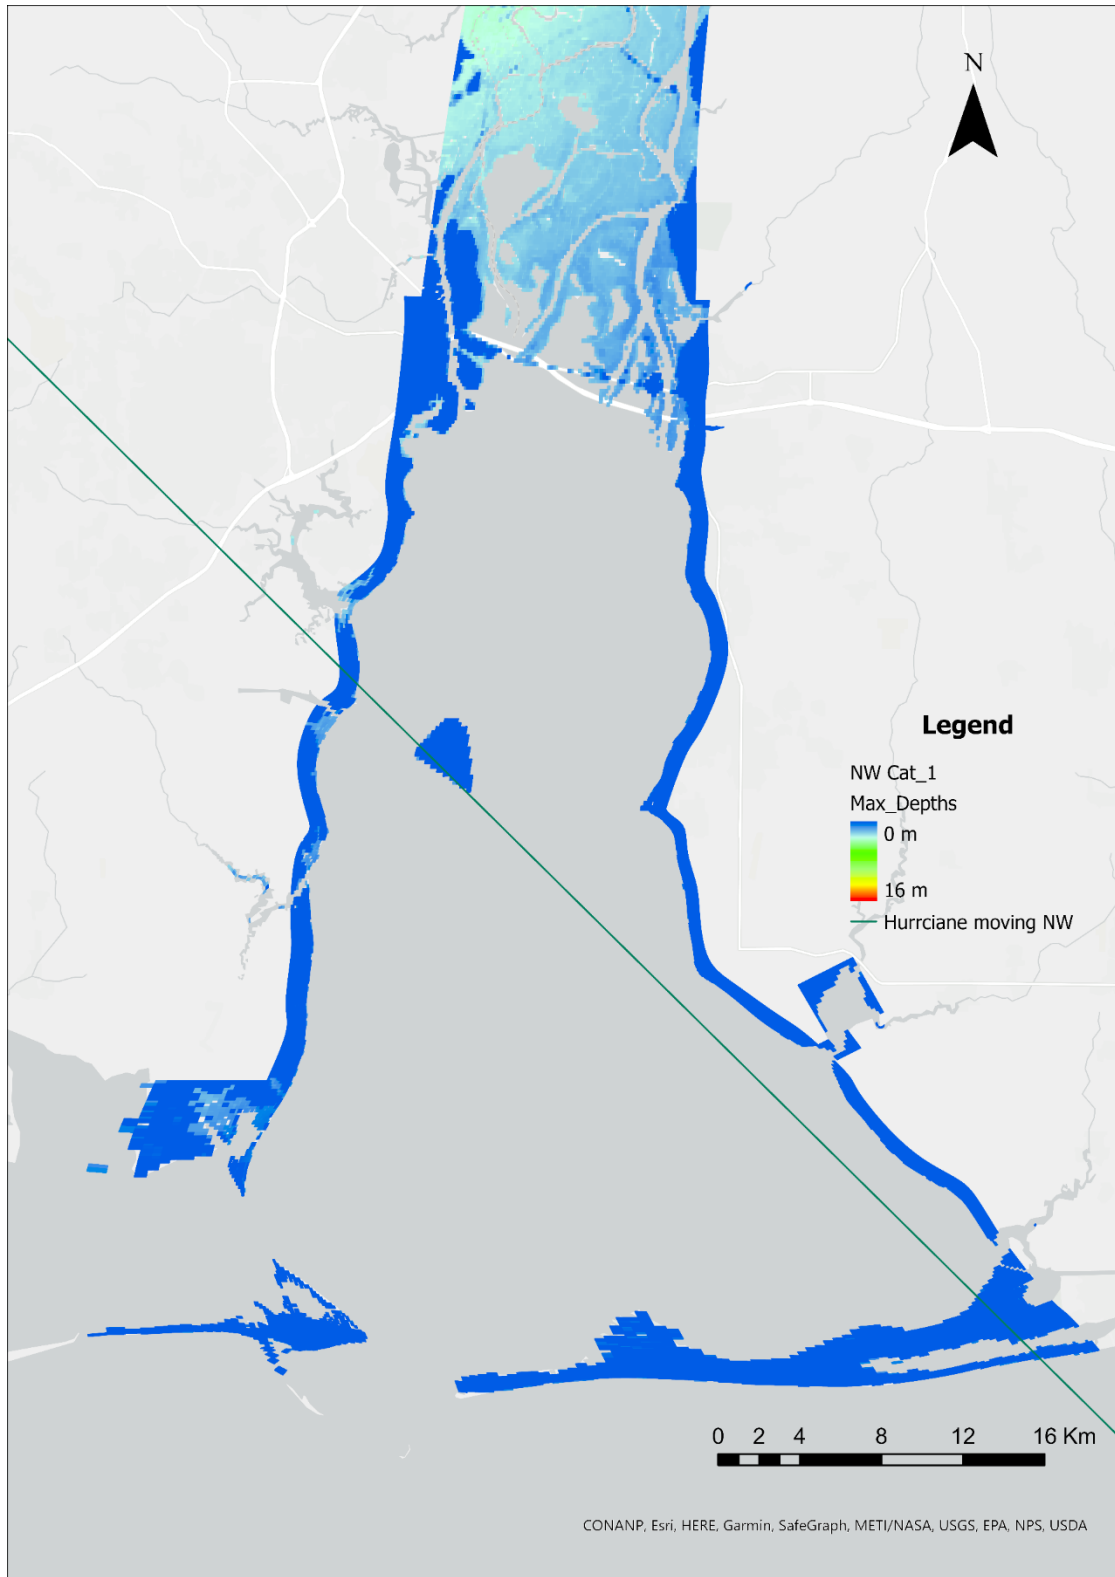 N
Legend
NW Cat_1
Max_Depths
0 m
16 m
Hurrciane moving NW
0 2 4 8 12 16 Km
CONANP, Esri, HERE, Garmin, SafeGraph, METI/NASA, USGS, EPA, NPS, USDA